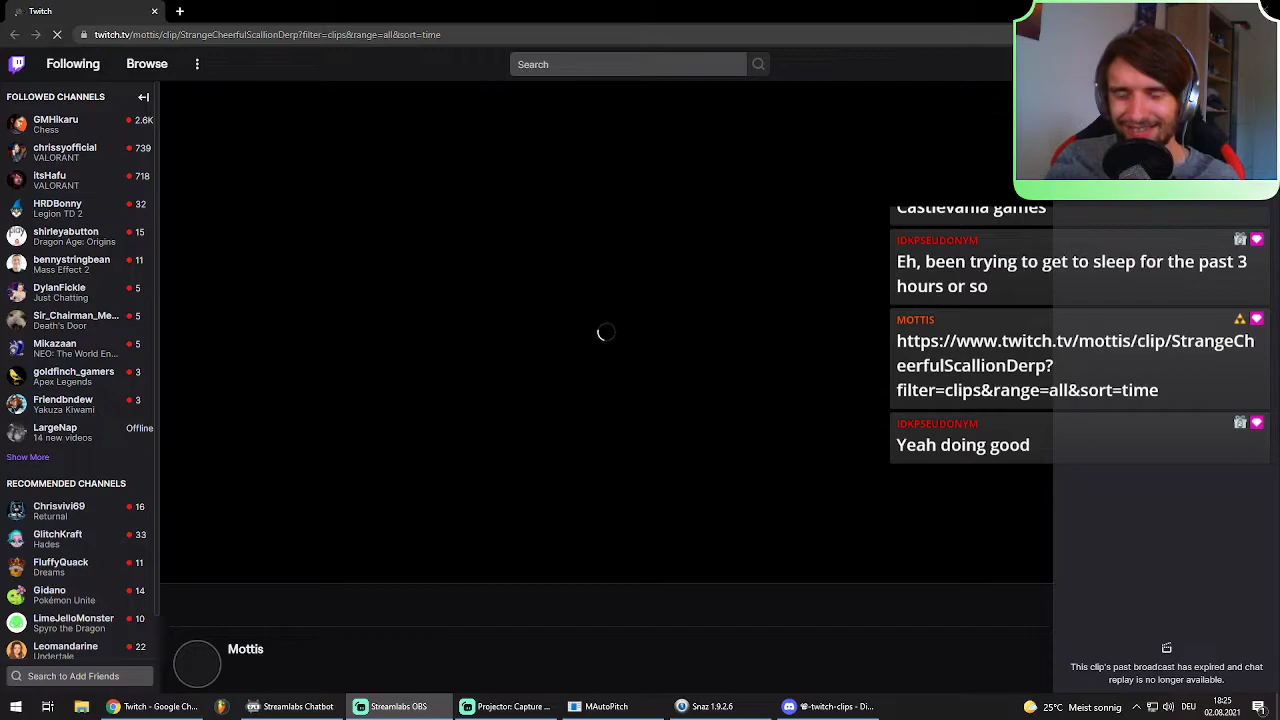 Twitch
twitch.tv/mottis/clip/StrangeCheerfulScallionDerp?filter=clips&range=all&sort=time
Following
Browse
Search
FOLLOWED CHANNELS
GMHikaru
2.6K
Chess
chrissyofficial
739
VALORANT
itsHafu
718
VALORANT
HRDBonny
32
Legion TD 2
shirleybutton
15
Dragon Age: Origins
bennystringbean
11
Mass Effect 2
DylanFickle
5
Just Chatting
Sir_Chairman_Me...
5
Death's Door
Mikazaan
5
NEO: The World En...
goldfinch_gamers
3
Apex Legends
Friendbndew
3
Yakuza Kiwami
LargeNap
Offline
14 new videos
Show More
RECOMMENDED CHANNELS
Chrisvivi69
16
Returnal
GlitchKraft
33
Hades
FluffyQuack
11
Dreams
Gidano
14
Pokémon Unite
LimeJelloMonster
10
Spyro the Dragon
Leomandarine
22
Undertale
Search to Add Friends
Mottis
Castlevania games
IDKPSEUDONYM
Eh, been trying to get to sleep for the past 3
hours or so
MOTTIS
https://www.twitch.tv/mottis/clip/StrangeCh
eerfulScallionDerp?
filter=clips&range=all&sort=time
IDKPSEUDONYM
Yeah doing good
This clip's past broadcast has expired and chat
replay is no longer available.
Twitch - Google Ch...
Streamlabs Chatbot
Streamlabs OBS
Projector Capture ...
MAutoPitch
Snaz 1.9.2.6
-twitch-clips - Di...
25°C Meist sonnig
18:25
02.08.2021